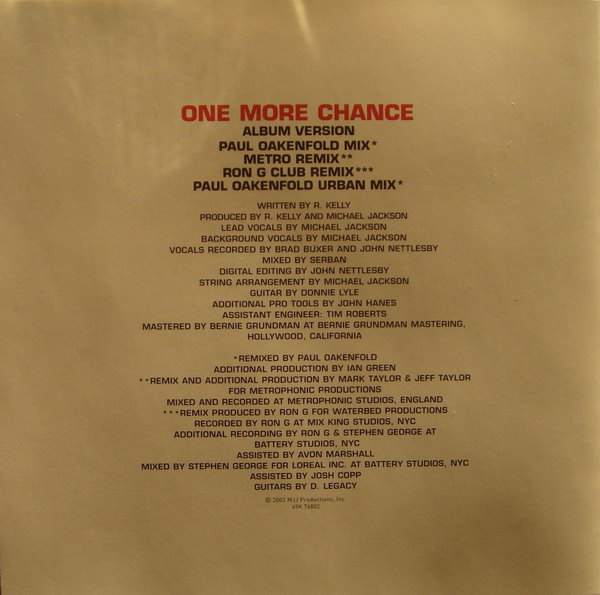 ONE MORE CHANCE
ALBUM VERSION
PAUL OAKENFOLD MIX*
METRO REMIX**
RON G CLUB REMIX***
PAUL OAKENFOLD URBAN MIX*
WRITTEN BY R. KELLY
PRODUCED BY R. KELLY AND MICHAEL JACKSON
LEAD VOCALS BY MICHAEL JACKSON
BACKGROUND VOCALS BY MICHAEL JACKSON
VOCALS RECORDED BY BRAD BUXER AND JOHN NETTLESBY
MIXED BY SERBAN
DIGITAL EDITING BY JOHN NETTLESBY
STRING ARRANGEMENT BY MICHAEL JACKSON
GUITAR BY DONNIE LYLE
ADDITIONAL PRO TOOLS BY JOHN HANES
ASSISTANT ENGINEER: TIM ROBERTS
MASTERED BY BERNIE GRUNDMAN AT BERNIE GRUNDMAN MASTERING,
HOLLYWOOD, CALIFORNIA
*REMIXED BY PAUL OAKENFOLD
ADDITIONAL PRODUCTION BY IAN GREEN
**REMIX AND ADDITIONAL PRODUCTION BY MARK TAYLOR & JEFF TAYLOR
FOR METROPHONIC PRODUCTIONS
MIXED AND RECORDED AT METROPHONIC STUDIOS, ENGLAND
***REMIX PRODUCED BY RON G FOR WATERBED PRODUCTIONS
RECORDED BY RON G AT MIX KING STUDIOS, NYC
ADDITIONAL RECORDING BY RON G & STEPHEN GEORGE AT
BATTERY STUDIOS, NYC
ASSISTED BY AVON MARSHALL
MIXED BY STEPHEN GEORGE FOR LOREAL INC. AT BATTERY STUDIOS, NYC
ASSISTED BY JOSH COPP
GUITARS BY D. LEGACY
© 2003 MJJ Productions, Inc.
49K 76802